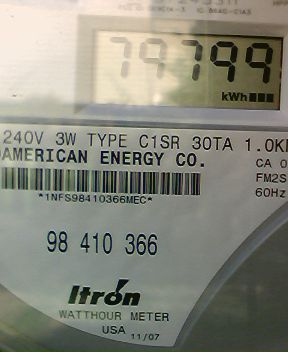 79799
kWh
240V 3W TYPE C1SR 30TA 1.0K
AMERICAN ENERGY CO.
CA 0
FM2S
60Hz
*1NFS98410366MEC*
98 410 366
Itrón
WATTHOUR METER
USA 11/07